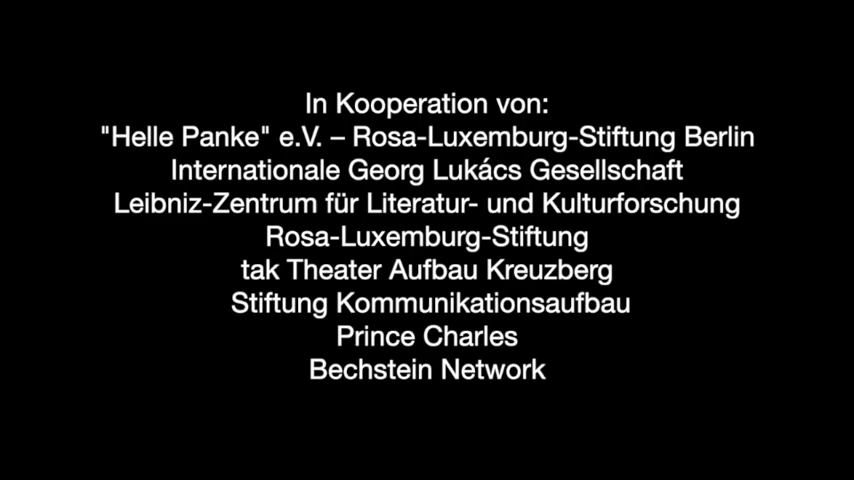 In Kooperation von:
"Helle Panke" e.V. – Rosa-Luxemburg-Stiftung Berlin
Internationale Georg Lukács Gesellschaft
Leibniz-Zentrum für Literatur- und Kulturforschung
Rosa-Luxemburg-Stiftung
tak Theater Aufbau Kreuzberg
Stiftung Kommunikationsaufbau
Prince Charles
Bechstein Network